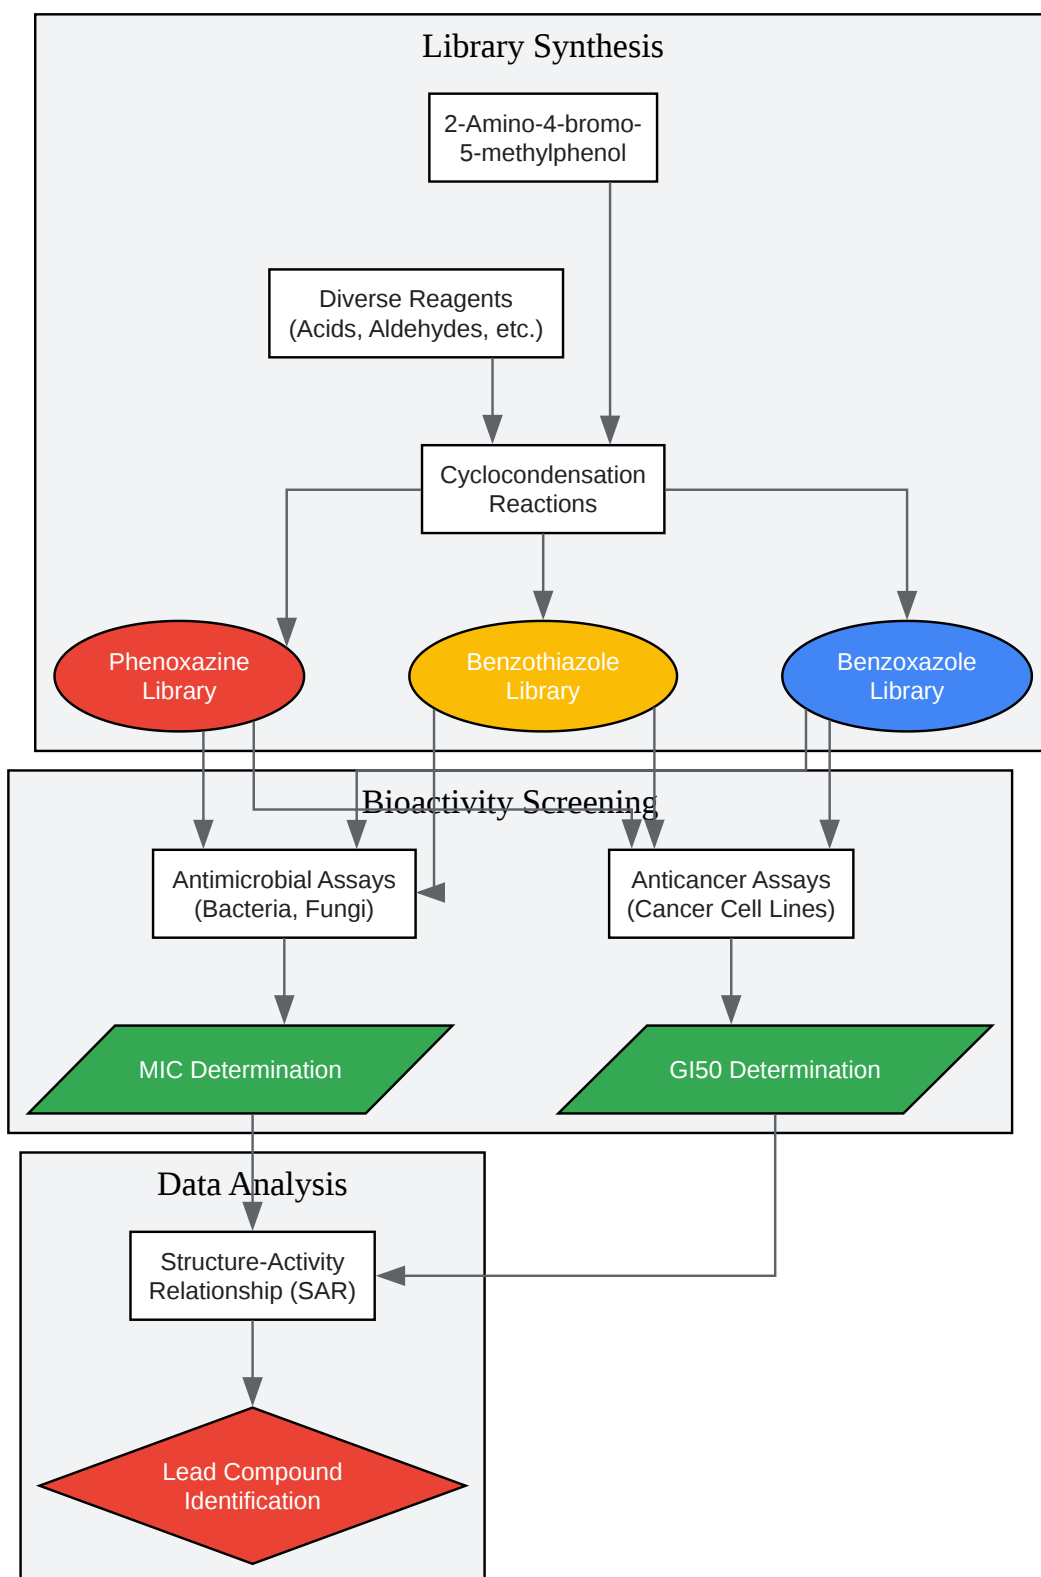 Library Synthesis
2-Amino-4-bromo-
5-methylphenol
Diverse Reagents
(Acids, Aldehydes, etc.)
Cyclocondensation
Reactions
Phenoxazine
Library
Benzothiazole
Library
Benzoxazole
Library
Bioactivity Screening
Antimicrobial Assays
(Bacteria, Fungi)
Anticancer Assays
(Cancer Cell Lines)
MIC Determination
GI50 Determination
Data Analysis
Structure-Activity
Relationship (SAR)
Lead Compound
Identification